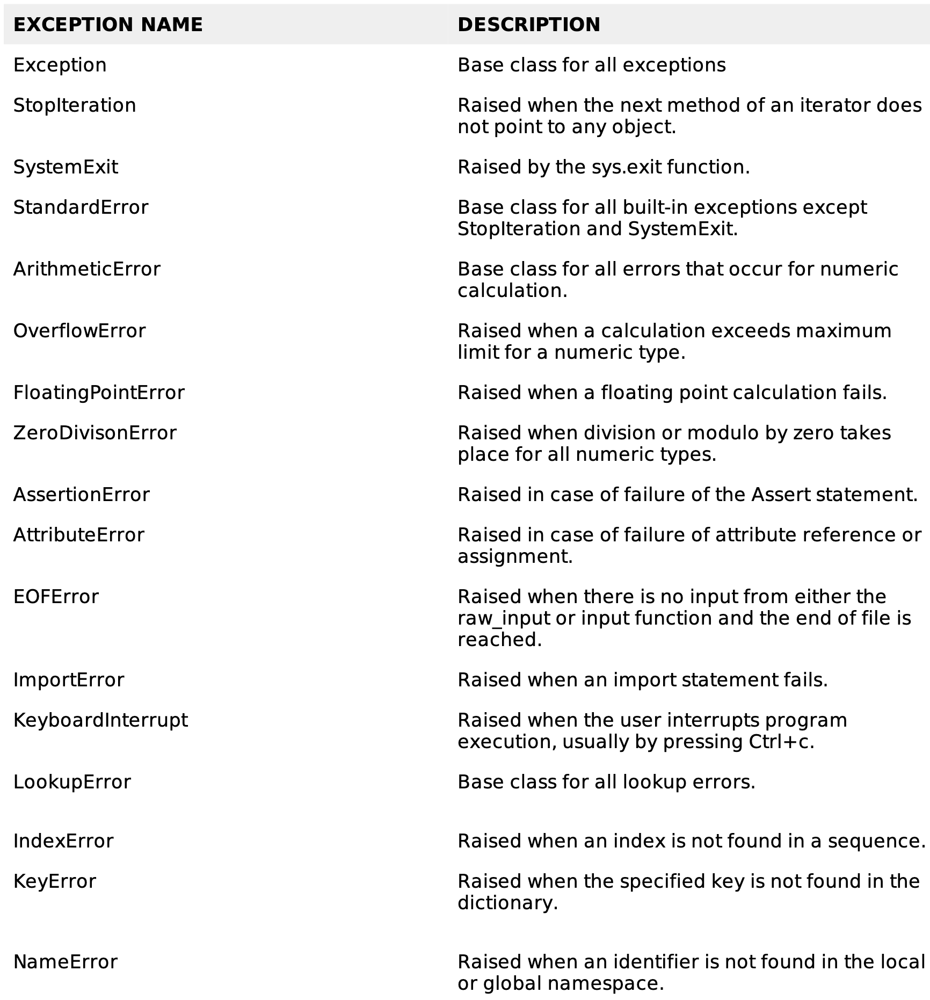 EXCEPTION NAME DESCRIPTION
Exception Base class for all exceptions
StopIteration Raised when the next method of an iterator does
not point to any object.
SystemExit Raised by the sys.exit function.
StandardError Base class for all built-in exceptions except
StopIteration and SystemExit.
ArithmeticError Base class for all errors that occur for numeric
calculation.
OverflowError Raised when a calculation exceeds maximum
limit for a numeric type.
FloatingPointError Raised when a floating point calculation fails.
ZeroDivisonError Raised when division or modulo by zero takes
place for all numeric types.
AssertionError Raised in case of failure of the Assert statement.
AttributeError Raised in case of failure of attribute reference or
assignment.
EOFError Raised when there is no input from either the
raw_input or input function and the end of file is
reached.
ImportError Raised when an import statement fails.
KeyboardInterrupt Raised when the user interrupts program
execution, usually by pressing Ctrl+c.
LookupError Base class for all lookup errors.
IndexError Raised when an index is not found in a sequence.
KeyError Raised when the specified key is not found in the
dictionary.
NameError Raised when an identifier is not found in the local
or global namespace.